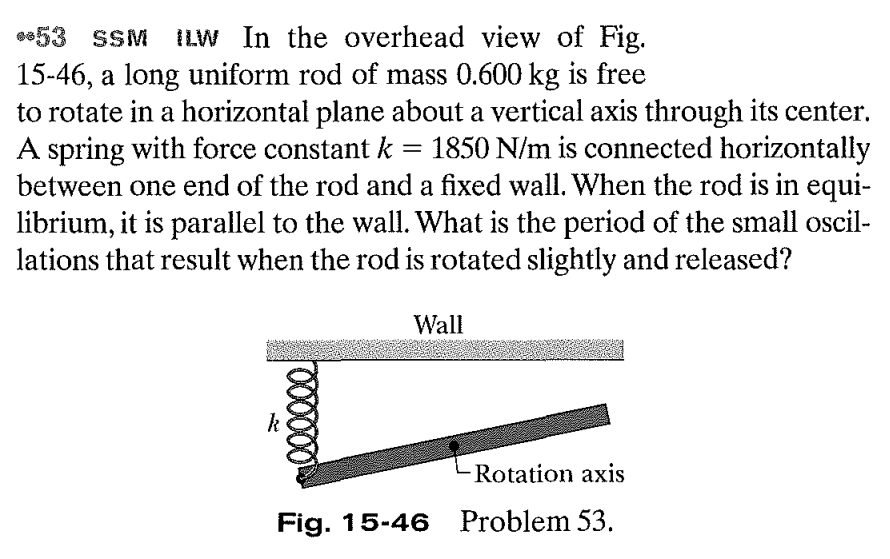 ••53 SSM ILW In the overhead view of Fig.
15-46, a long uniform rod of mass 0.600 kg is free
to rotate in a horizontal plane about a vertical axis through its center.
A spring with force constant k = 1850 N/m is connected horizontally
between one end of the rod and a fixed wall. When the rod is in equi-
librium, it is parallel to the wall. What is the period of the small oscil-
lations that result when the rod is rotated slightly and released?
Wall
k
Rotation axis
Fig. 15-46 Problem 53.